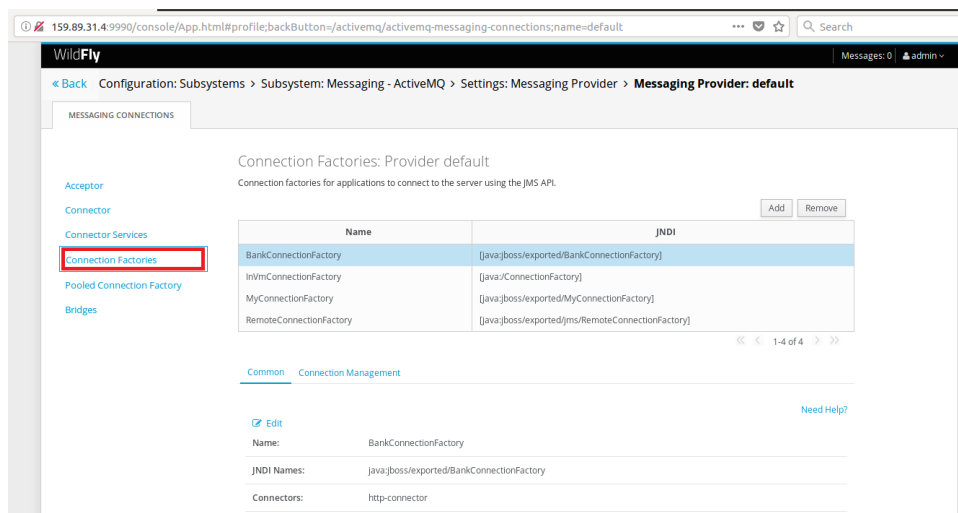 159.89.31.4:9990/console/App.html#profile;backButton=/activemq/activemq-messaging-connections;name=default
Search
WildFly
Messages: 0 admin
« Back Configuration: Subsystems > Subsystem: Messaging - ActiveMQ > Settings: Messaging Provider > Messaging Provider: default
MESSAGING CONNECTIONS
Acceptor
Connector
Connector Services
Connection Factories
Pooled Connection Factory
Bridges
Connection Factories: Provider default
Connection factories for applications to connect to the server using the JMS API.
Add Remove
Name JNDI
BankConnectionFactory [java:jboss/exported/BankConnectionFactory]
InVmConnectionFactory [java:/ConnectionFactory]
MyConnectionFactory [java:jboss/exported/MyConnectionFactory]
RemoteConnectionFactory [java:jboss/exported/jms/RemoteConnectionFactory]
1-4 of 4
Common Connection Management
Need Help?
Edit
Name: BankConnectionFactory
JNDI Names: java:jboss/exported/BankConnectionFactory
Connectors: http-connector